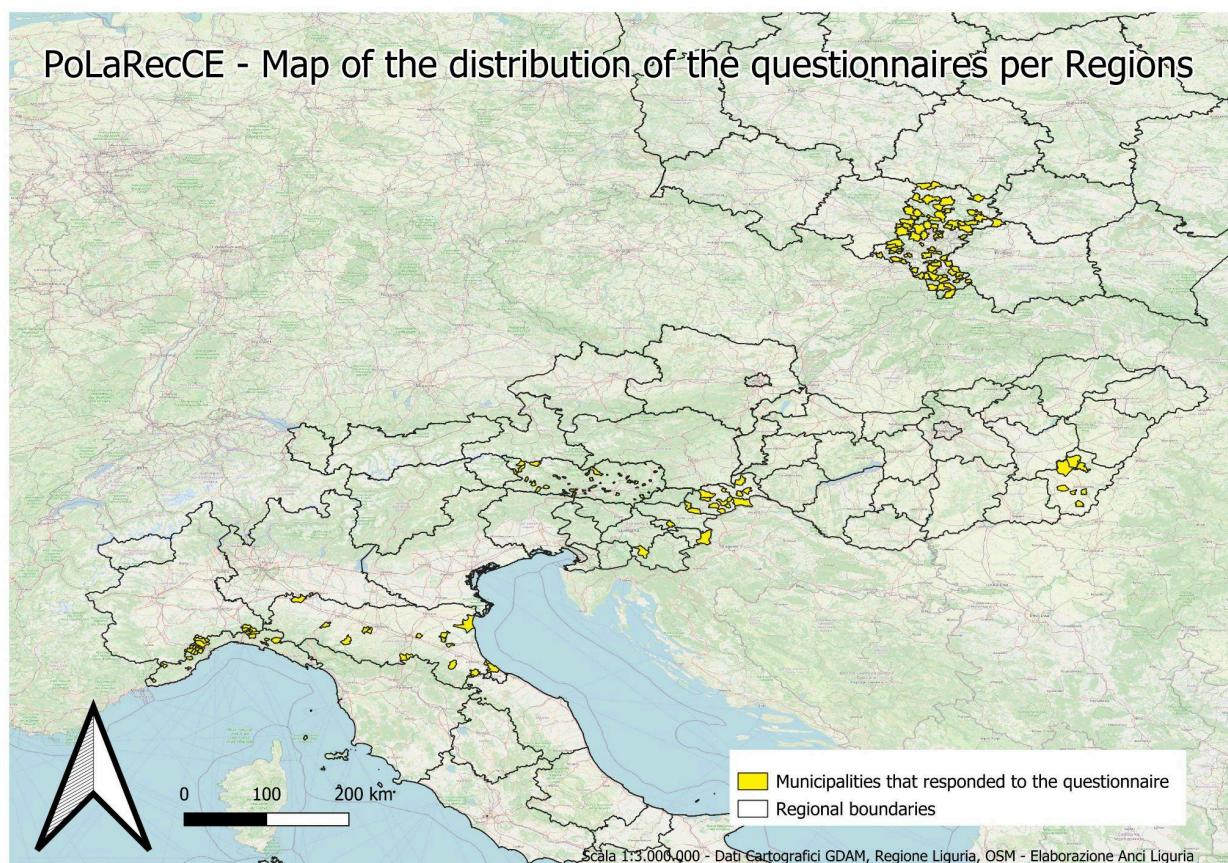 PoLaRecCE - Map of the distribution of the questionnaires per Regions
Municipalities that responded to the questionnaire
Regional boundaries
0 100 200 km
Scala 1:3.000.000 - Dati Cartografici GDAM, Regione Liguria, OSM - Elaborazione Anci Liguria